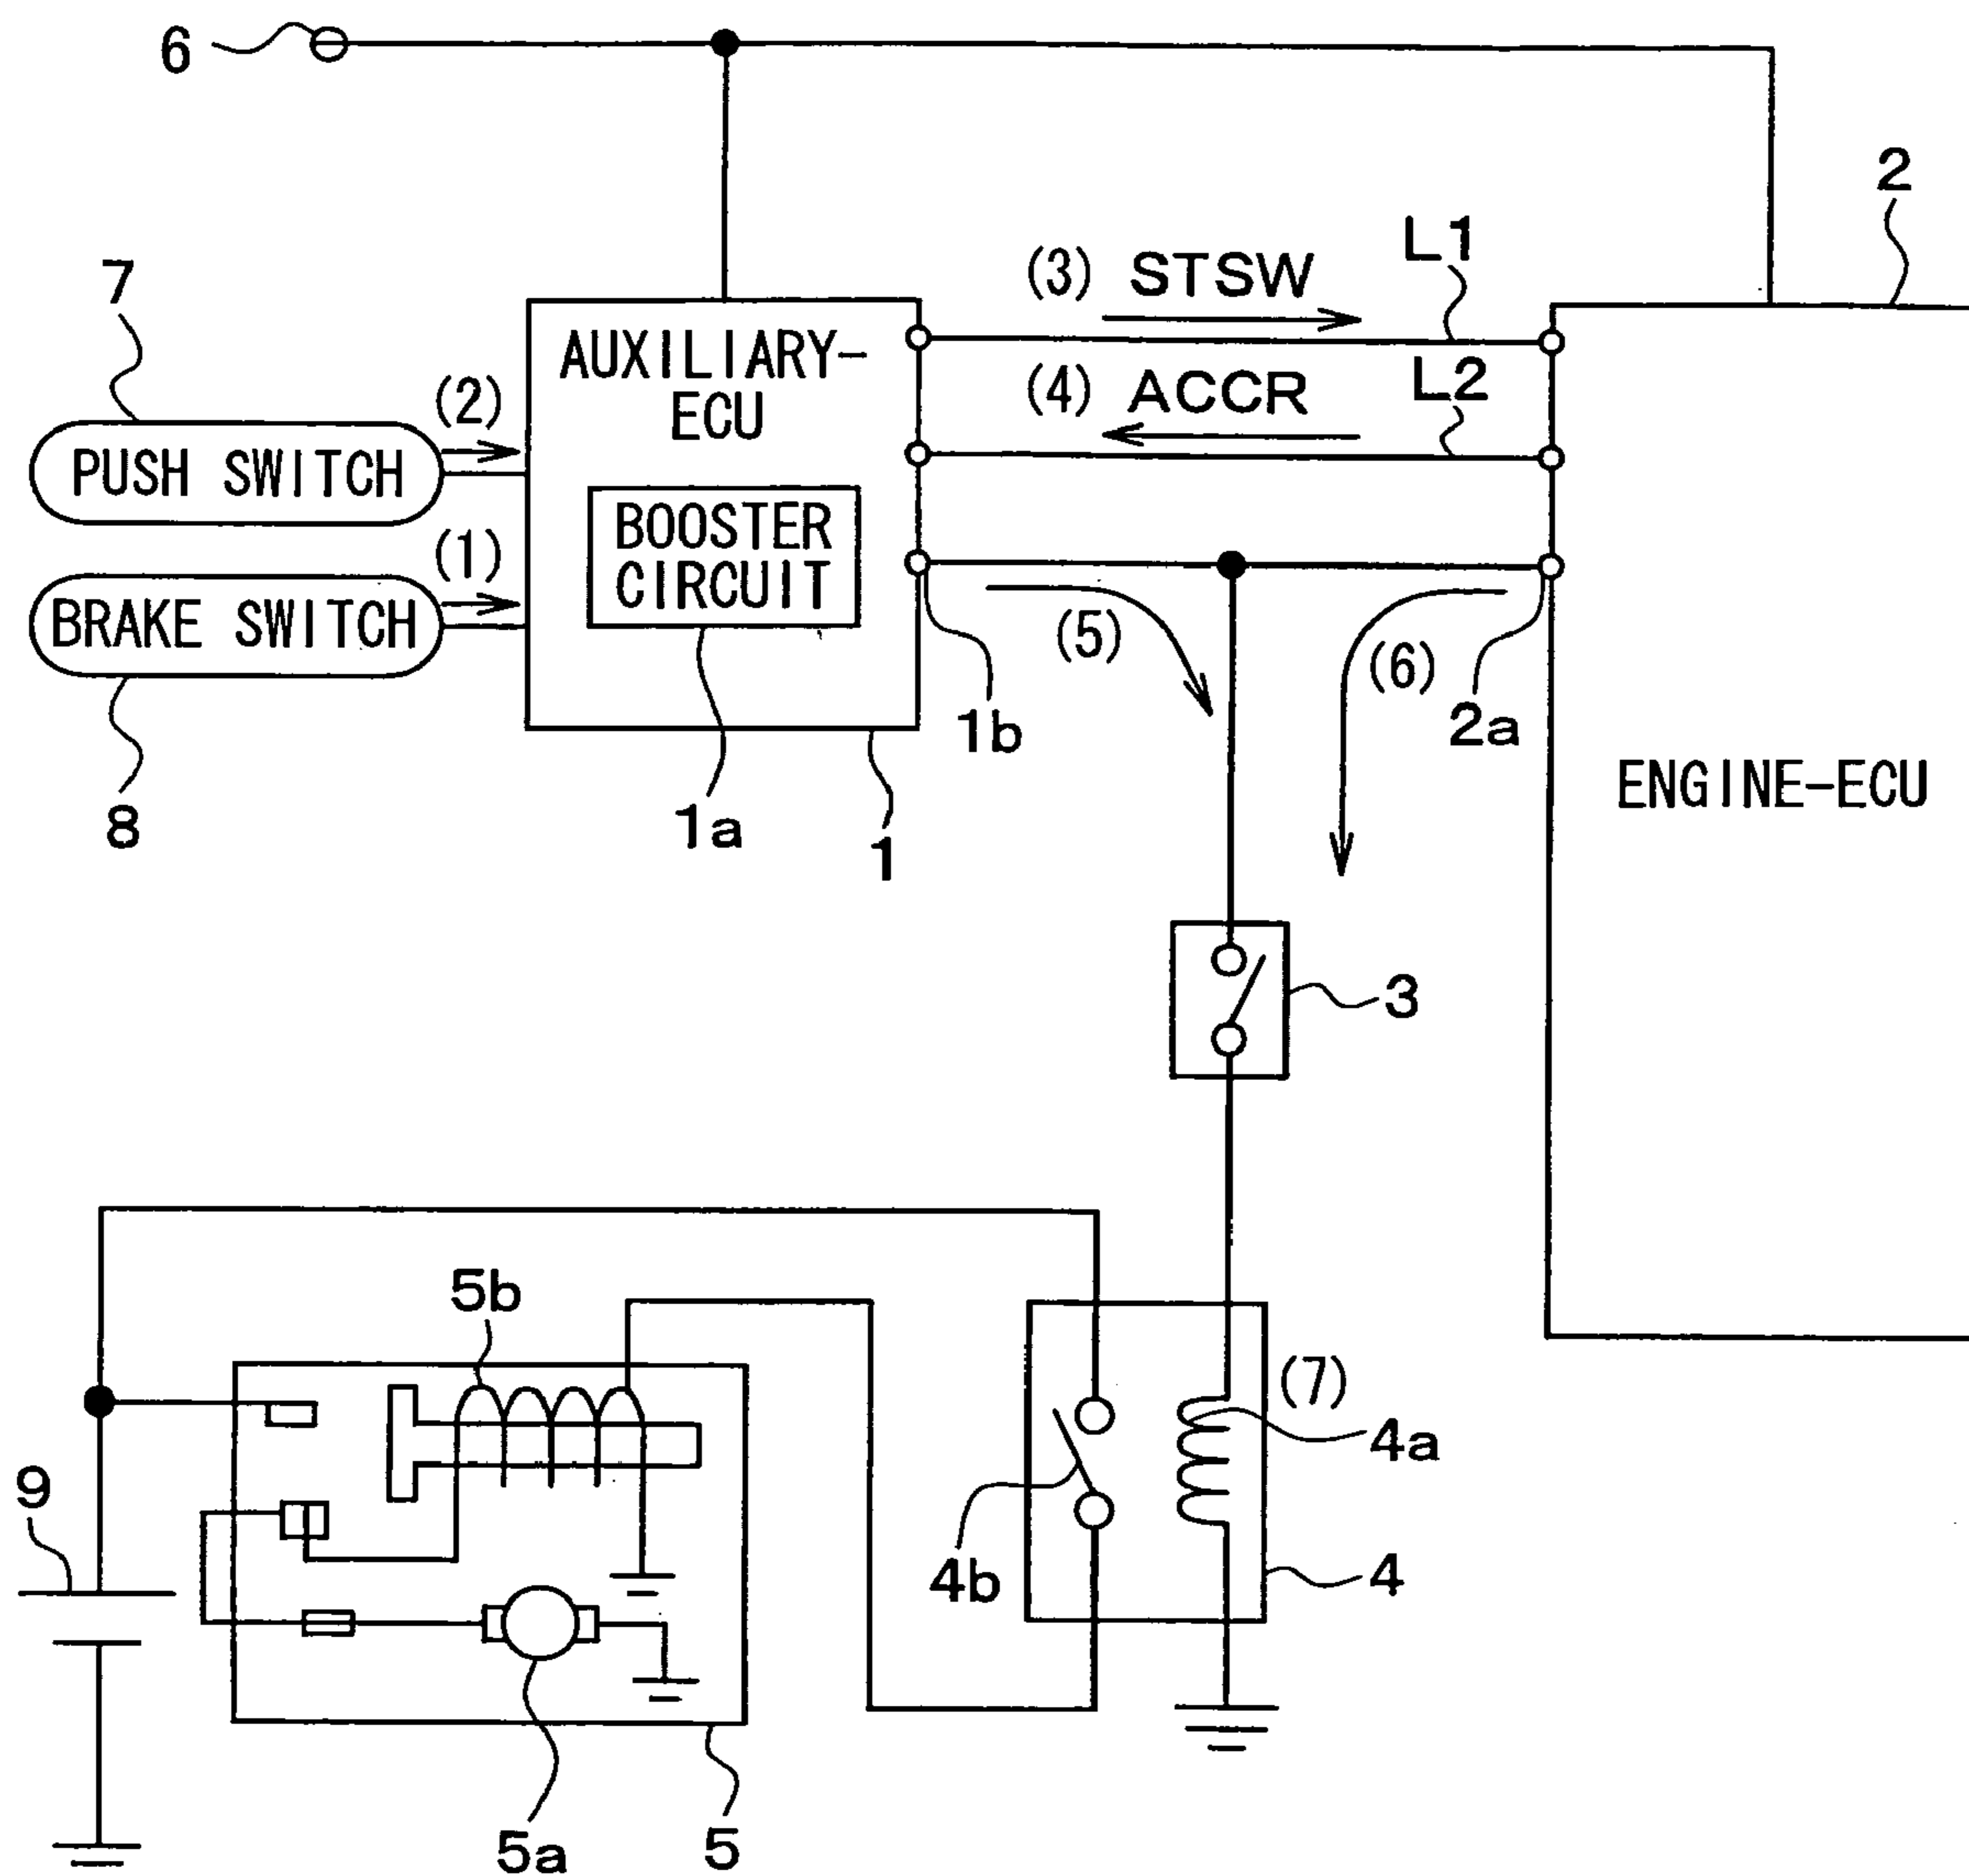 6
2
7
(3) STSW
L1
AUXILIARY-
ECU
(2)
(4) ACCR
L2
PUSH SWITCH
BOOSTER
CIRCUIT
(1)
BRAKE SWITCH
(5)
(6)
1b
2a
ENGINE-ECU
8
1a
1
3
5b
(7)
4a
9
4b
4
5a
5